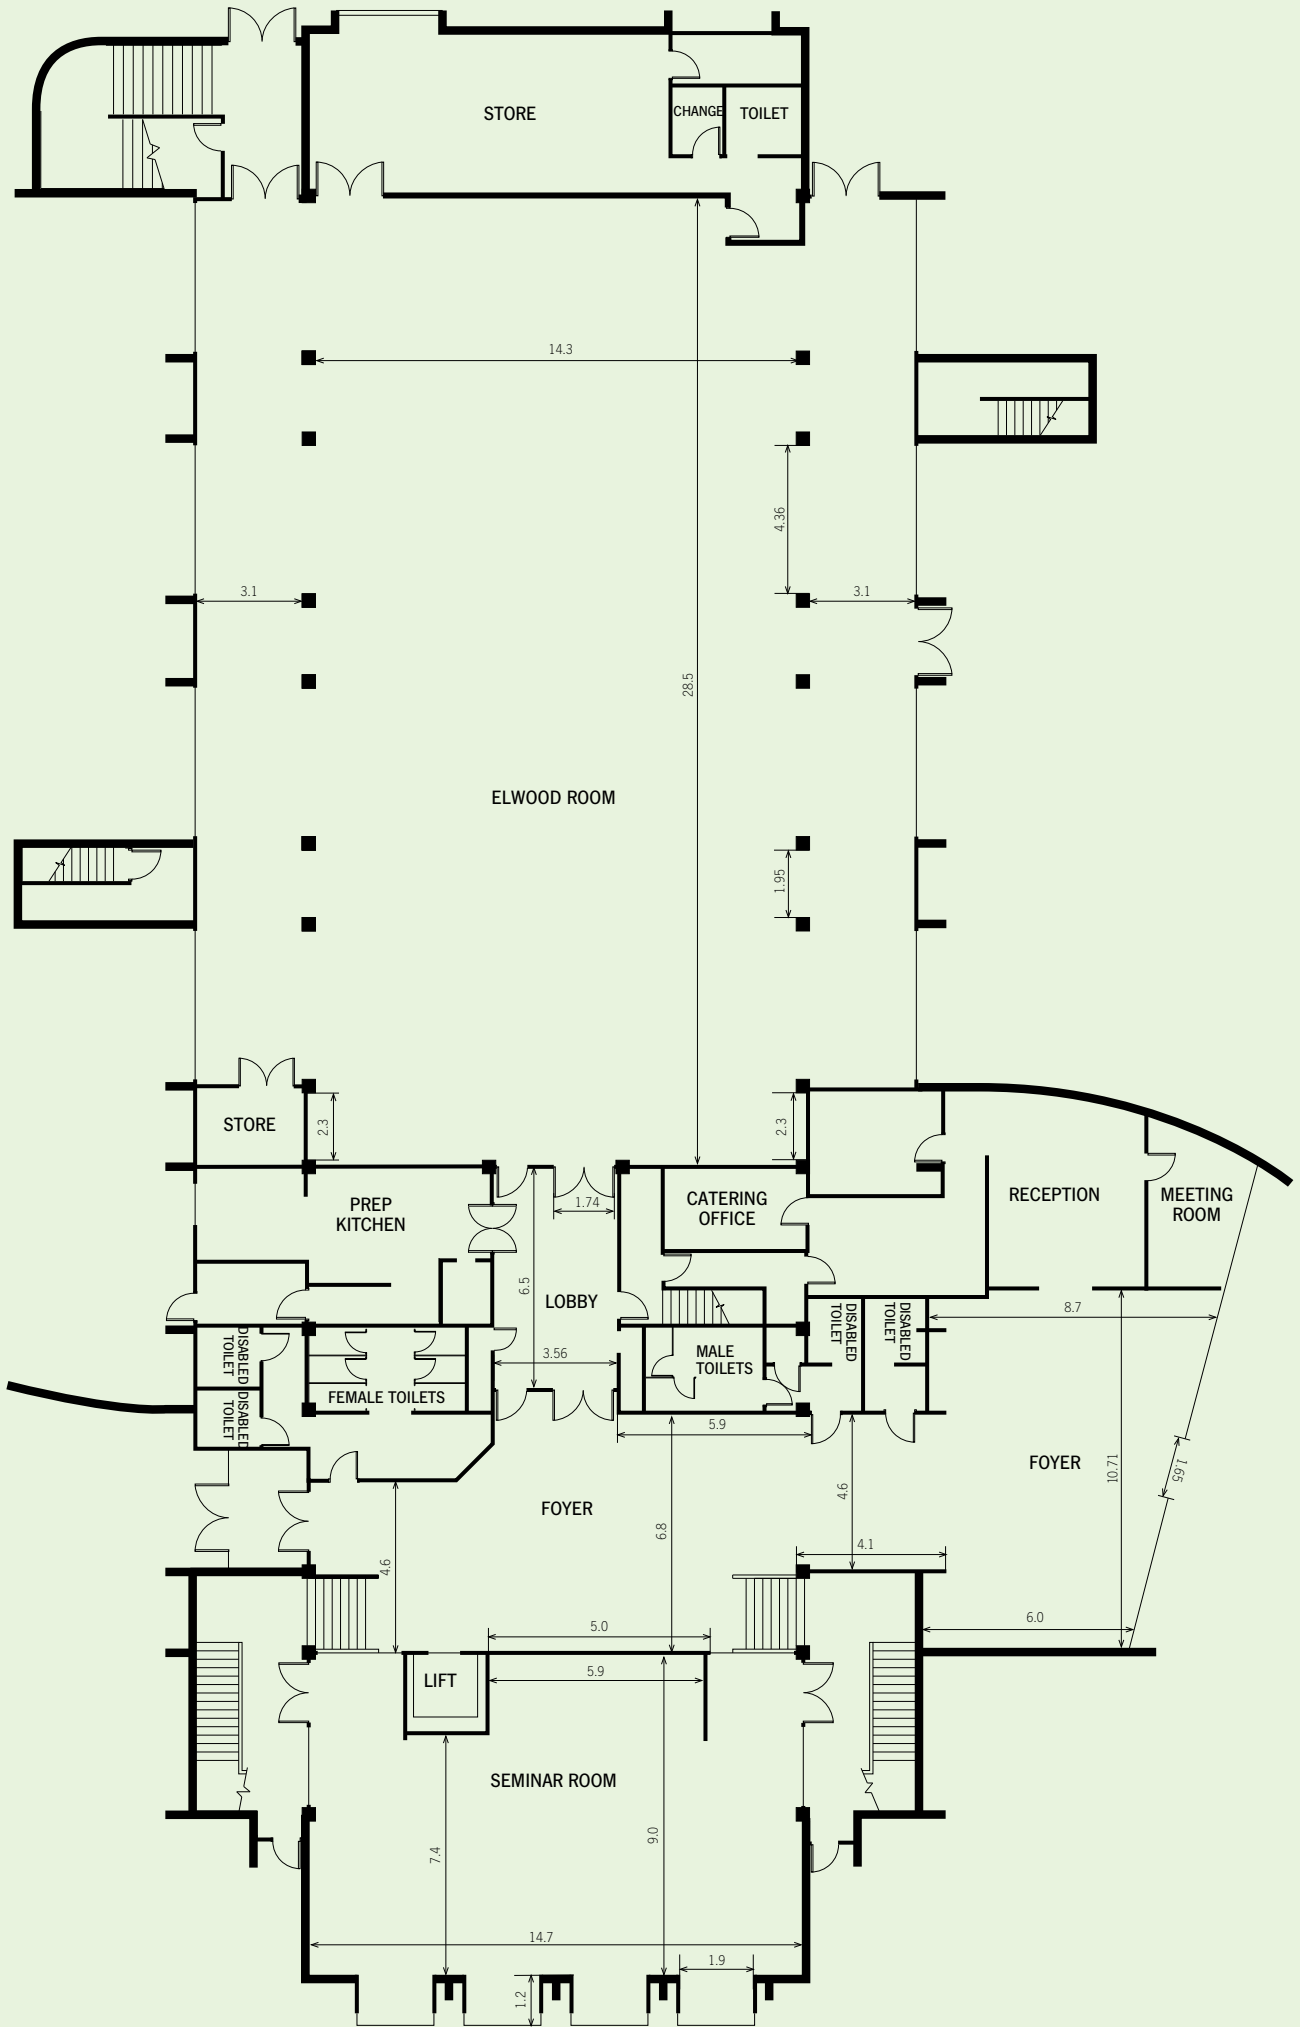 STORE
CHANGE
TOILET
14.3
4.36
3.1
3.1
28.5
ELWOOD ROOM
1.95
STORE
2.3
2.3
PREP
KITCHEN
1.74
CATERING
OFFICE
RECEPTION
MEETING
ROOM
6.5
LOBBY
8.7
DISABLED
TOILET
DISABLED
TOILET
DISABLED
TOILET
DISABLED
TOILET
3.56
MALE
TOILETS
FEMALE TOILETS
5.9
FOYER
10.71
1.65
FOYER
4.6
6.8
4.6
4.1
5.0
6.0
LIFT
5.9
SEMINAR ROOM
7.4
9.0
14.7
1.9
1.2